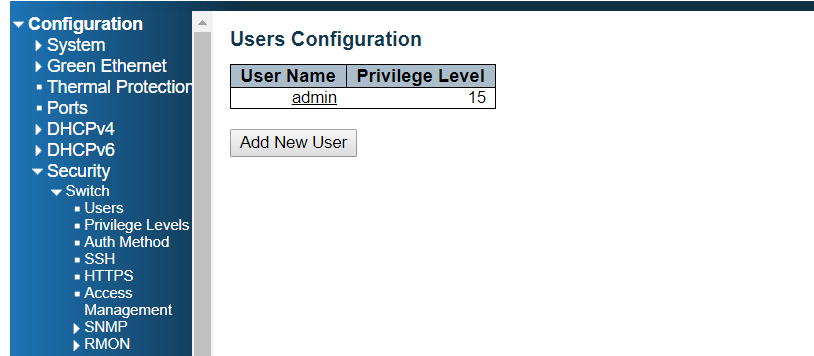 Configuration
System
Green Ethernet
Thermal Protection
Ports
DHCPv4
DHCPv6
Security
Switch
Users
Privilege Levels
Auth Method
SSH
HTTPS
Access
Management
SNMP
RMON
Users Configuration
User Name Privilege Level
admin 15
Add New User